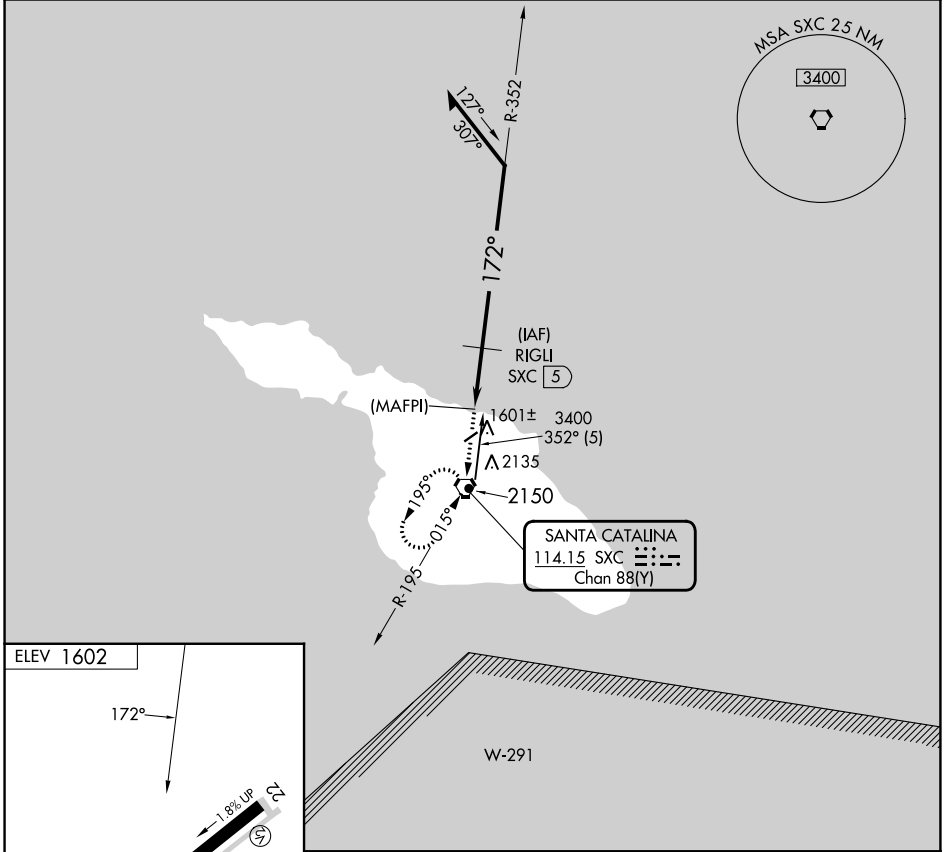 MSA SXC 25 NM
3400
R-352
127°
307°
172°
(IAF)
RIGLI
SXC 5
(MAFPI)
1601± 3400
352° (5)
2135
195°
2150
015°
SANTA CATALINA
114.15 SXC
Chan 88(Y)
R-195
ELEV 1602
172°
W-291
1.8% UP
22